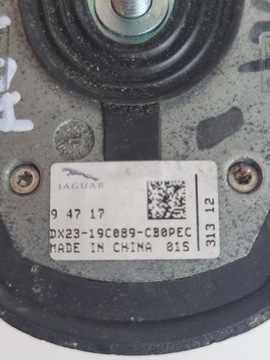 JAGUAR
9 47 17
DX23-19C089-CB0PEC
MADE IN CHINA 01S
313 12